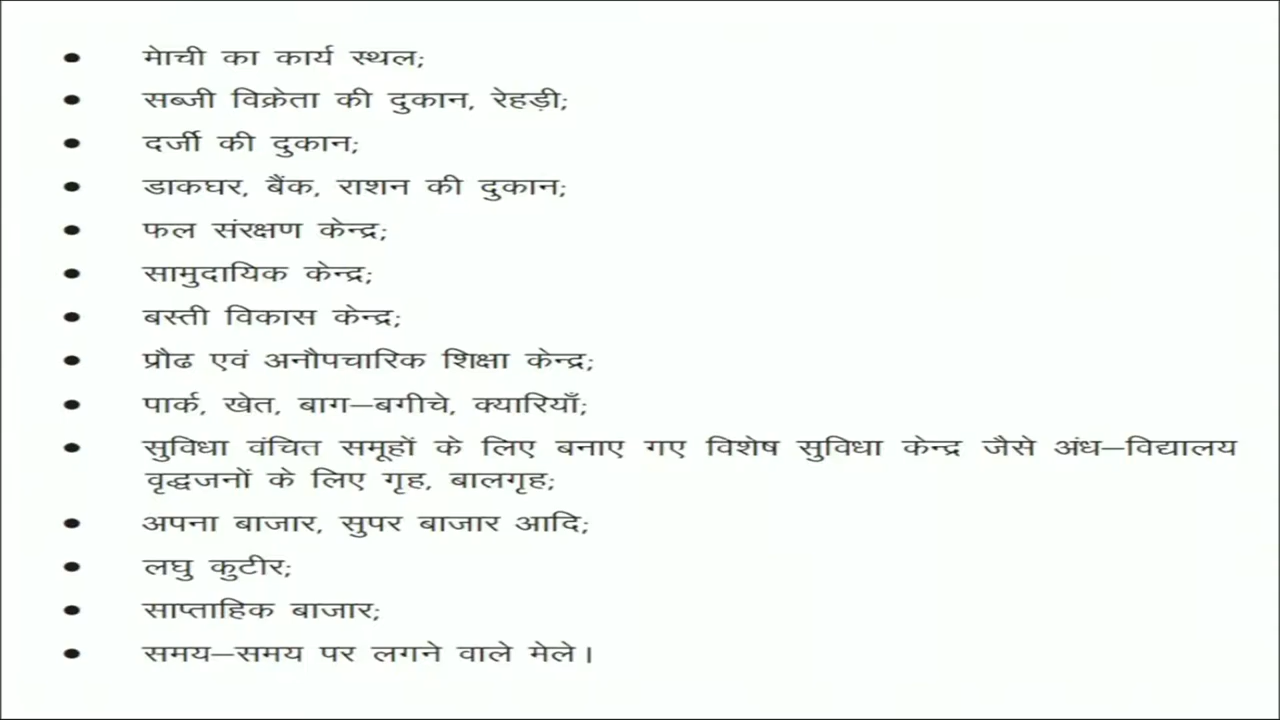 • मोची का कार्य स्थल;
• सब्जी विक्रेता की दुकान, रेहड़ी;
• दर्जी की दुकान;
• डाकघर, बैंक, राशन की दुकान;
• फल संरक्षण केन्द्र;
• सामुदायिक केन्द्र;
• बस्ती विकास केन्द्र;
• प्रौढ एवं अनौपचारिक शिक्षा केन्द्र;
• पार्क, खेत, बाग–बगीचे, क्यारियाँ;
• सुविधा वंचित समूहों के लिए बनाए गए विशेष सुविधा केन्द्र जैसे अंध–विद्यालय
वृद्धजनों के लिए गृह, बालगृह;
• अपना बाजार, सुपर बाजार आदि;
• लघु कुटीर;
• साप्ताहिक बाजार;
• समय–समय पर लगने वाले मेले।